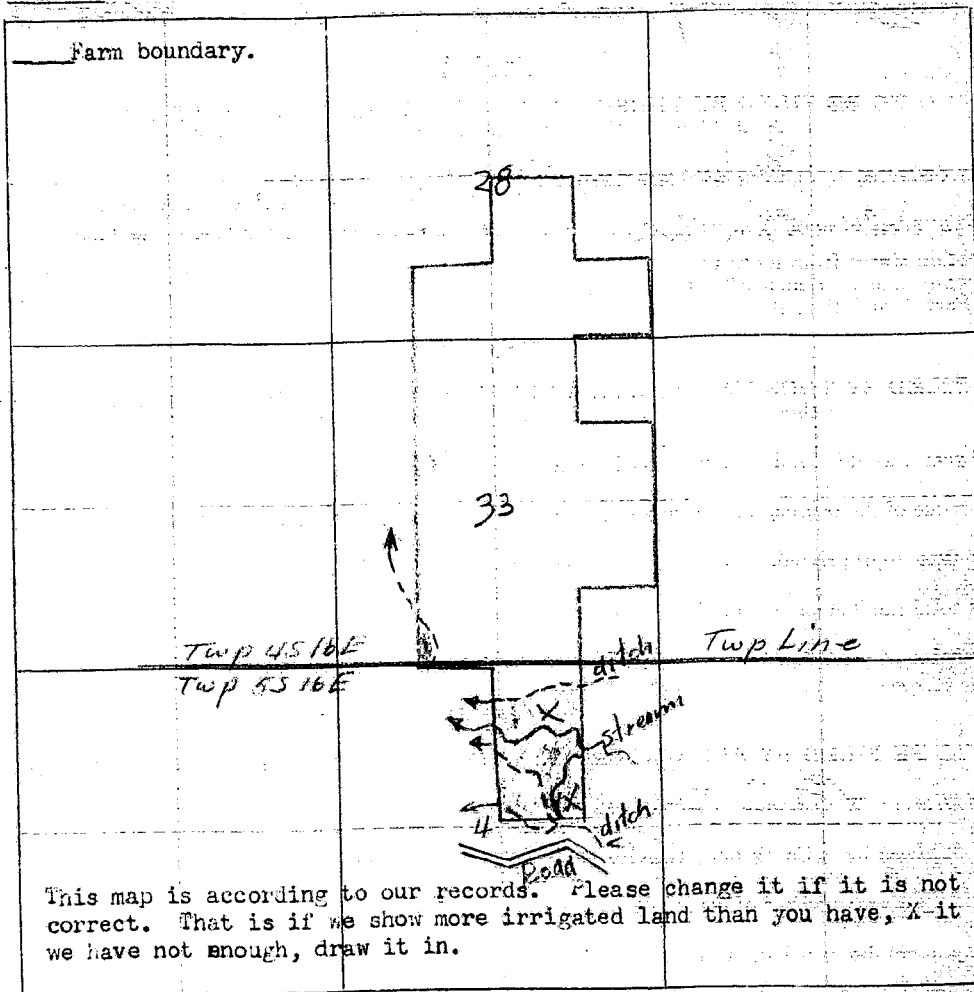 Farm boundary.
28
33
Twp 4S 16E
Twp Line
Twp 5S 16E
ditch
X
stream
X
4
ditch
Road
This map is according to our records. Please change it if it is not
correct. That is if we show more irrigated land than you have, X it
we have not enough, draw it in.